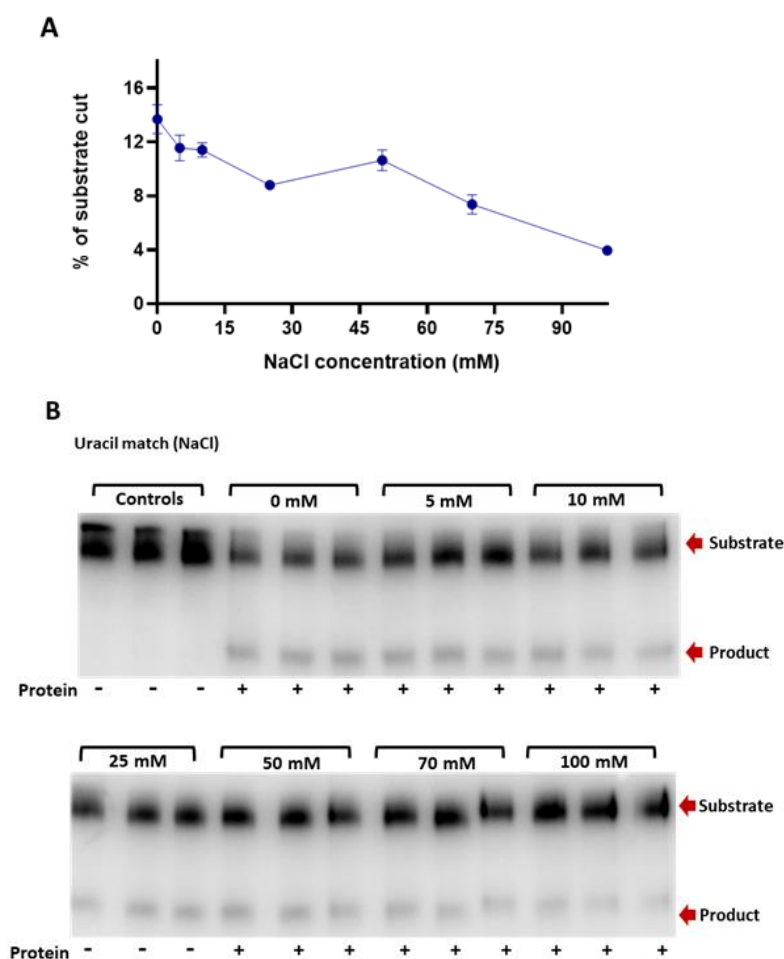 A
% of substrate cut
16
12
8
4
0
0 15 30 45 60 75 90
NaCl concentration (mM)
B
Uracil match (NaCl)
Controls 0 mM 5 mM 10 mM
Substrate
Product
Protein - - - + + + + + + + + +
25 mM 50 mM 70 mM 100 mM
Substrate
Product
Protein - - - + + + + + + + + +